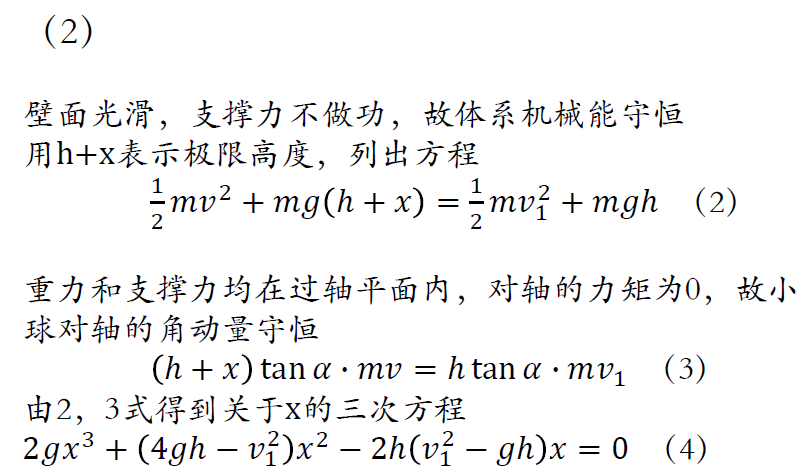 （2）
壁面光滑，支撑力不做功，故体系机械能守恒
用h+x表示极限高度，列出方程
$\frac{1}{2}mv^2 + mg(h + x) = \frac{1}{2}mv_1^2 + mgh$ （2）
重力和支撑力均在过轴平面内，对轴的力矩为0，故小
球对轴的角动量守恒
$(h + x)\tan\alpha \cdot mv = h\tan\alpha \cdot mv_1$ （3）
由2，3式得到关于x的三次方程
$2gx^3 + (4gh - v_1^2)x^2 - 2h(v_1^2 - gh)x = 0$ （4）